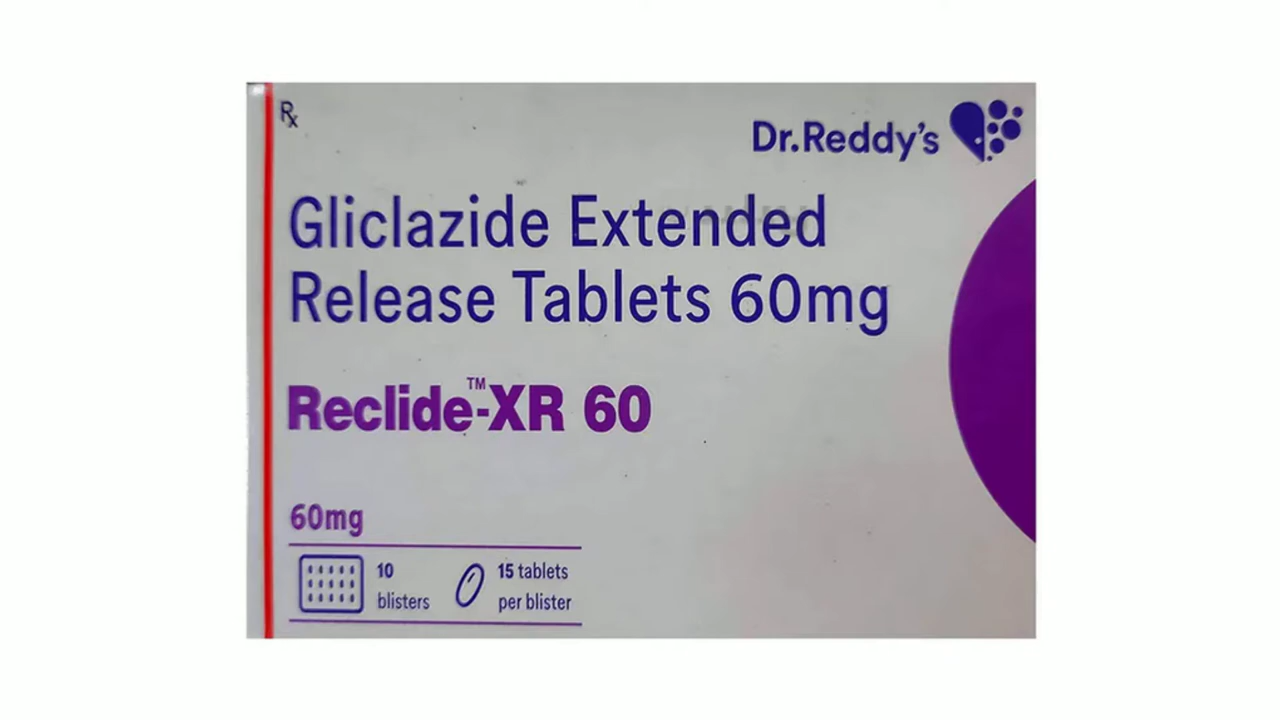 Rx
Dr.Reddy's
Gliclazide Extended
Release Tablets 60mg
Reclide™-XR 60
60mg
10
blisters
15 tablets
per blister